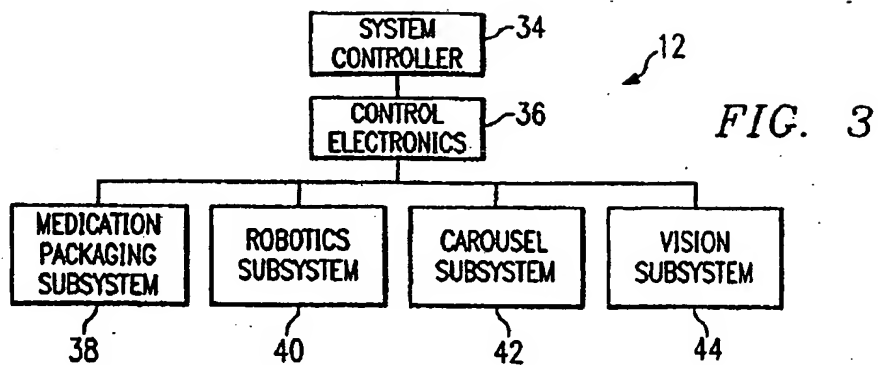 SYSTEM
CONTROLLER
34
12
CONTROL
ELECTRONICS
36
FIG. 3
MEDICATION
PACKAGING
SUBSYSTEM
ROBOTICS
SUBSYSTEM
CAROUSEL
SUBSYSTEM
VISION
SUBSYSTEM
38
40
42
44